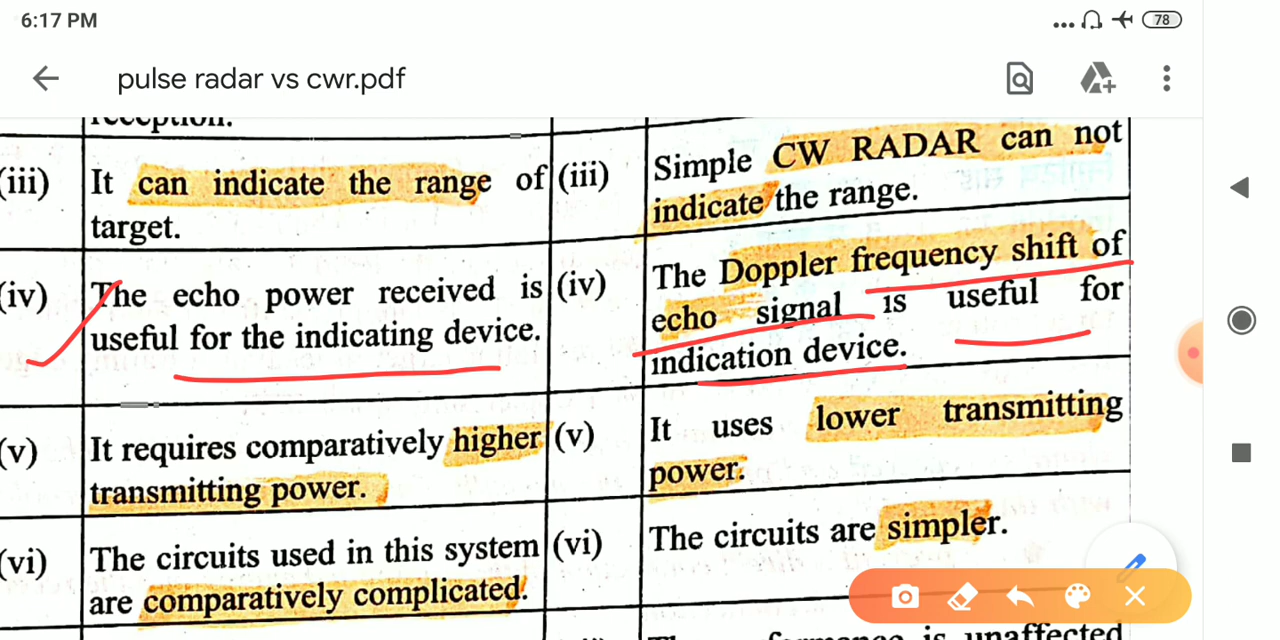 6:17 PM
78
pulse radar vs cwr.pdf
reception.
(iii) It can indicate the range of
target.
(iii) Simple CW RADAR can not
indicate the range.
(iv) The echo power received is
useful for the indicating device.
(iv) The Doppler frequency shift of
echo signal is useful for
indication device.
(v) It requires comparatively higher
transmitting power.
(v) It uses lower transmitting
power.
(vi) The circuits used in this system
are comparatively complicated.
(vi) The circuits are simpler.
is unaffected